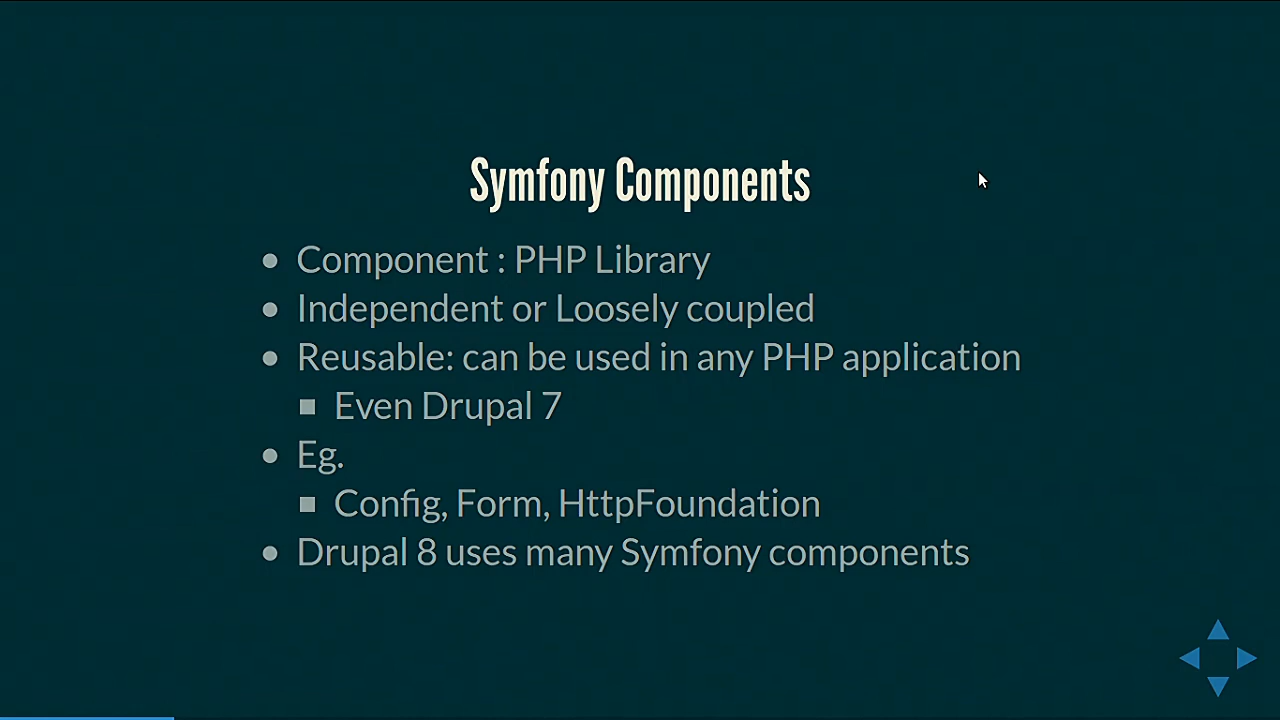 Symfony Components
Component : PHP Library
Independent or Loosely coupled
Reusable: can be used in any PHP application
Even Drupal 7
Eg.
Config, Form, HttpFoundation
Drupal 8 uses many Symfony components